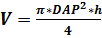 V = π*DAP²*h / 4